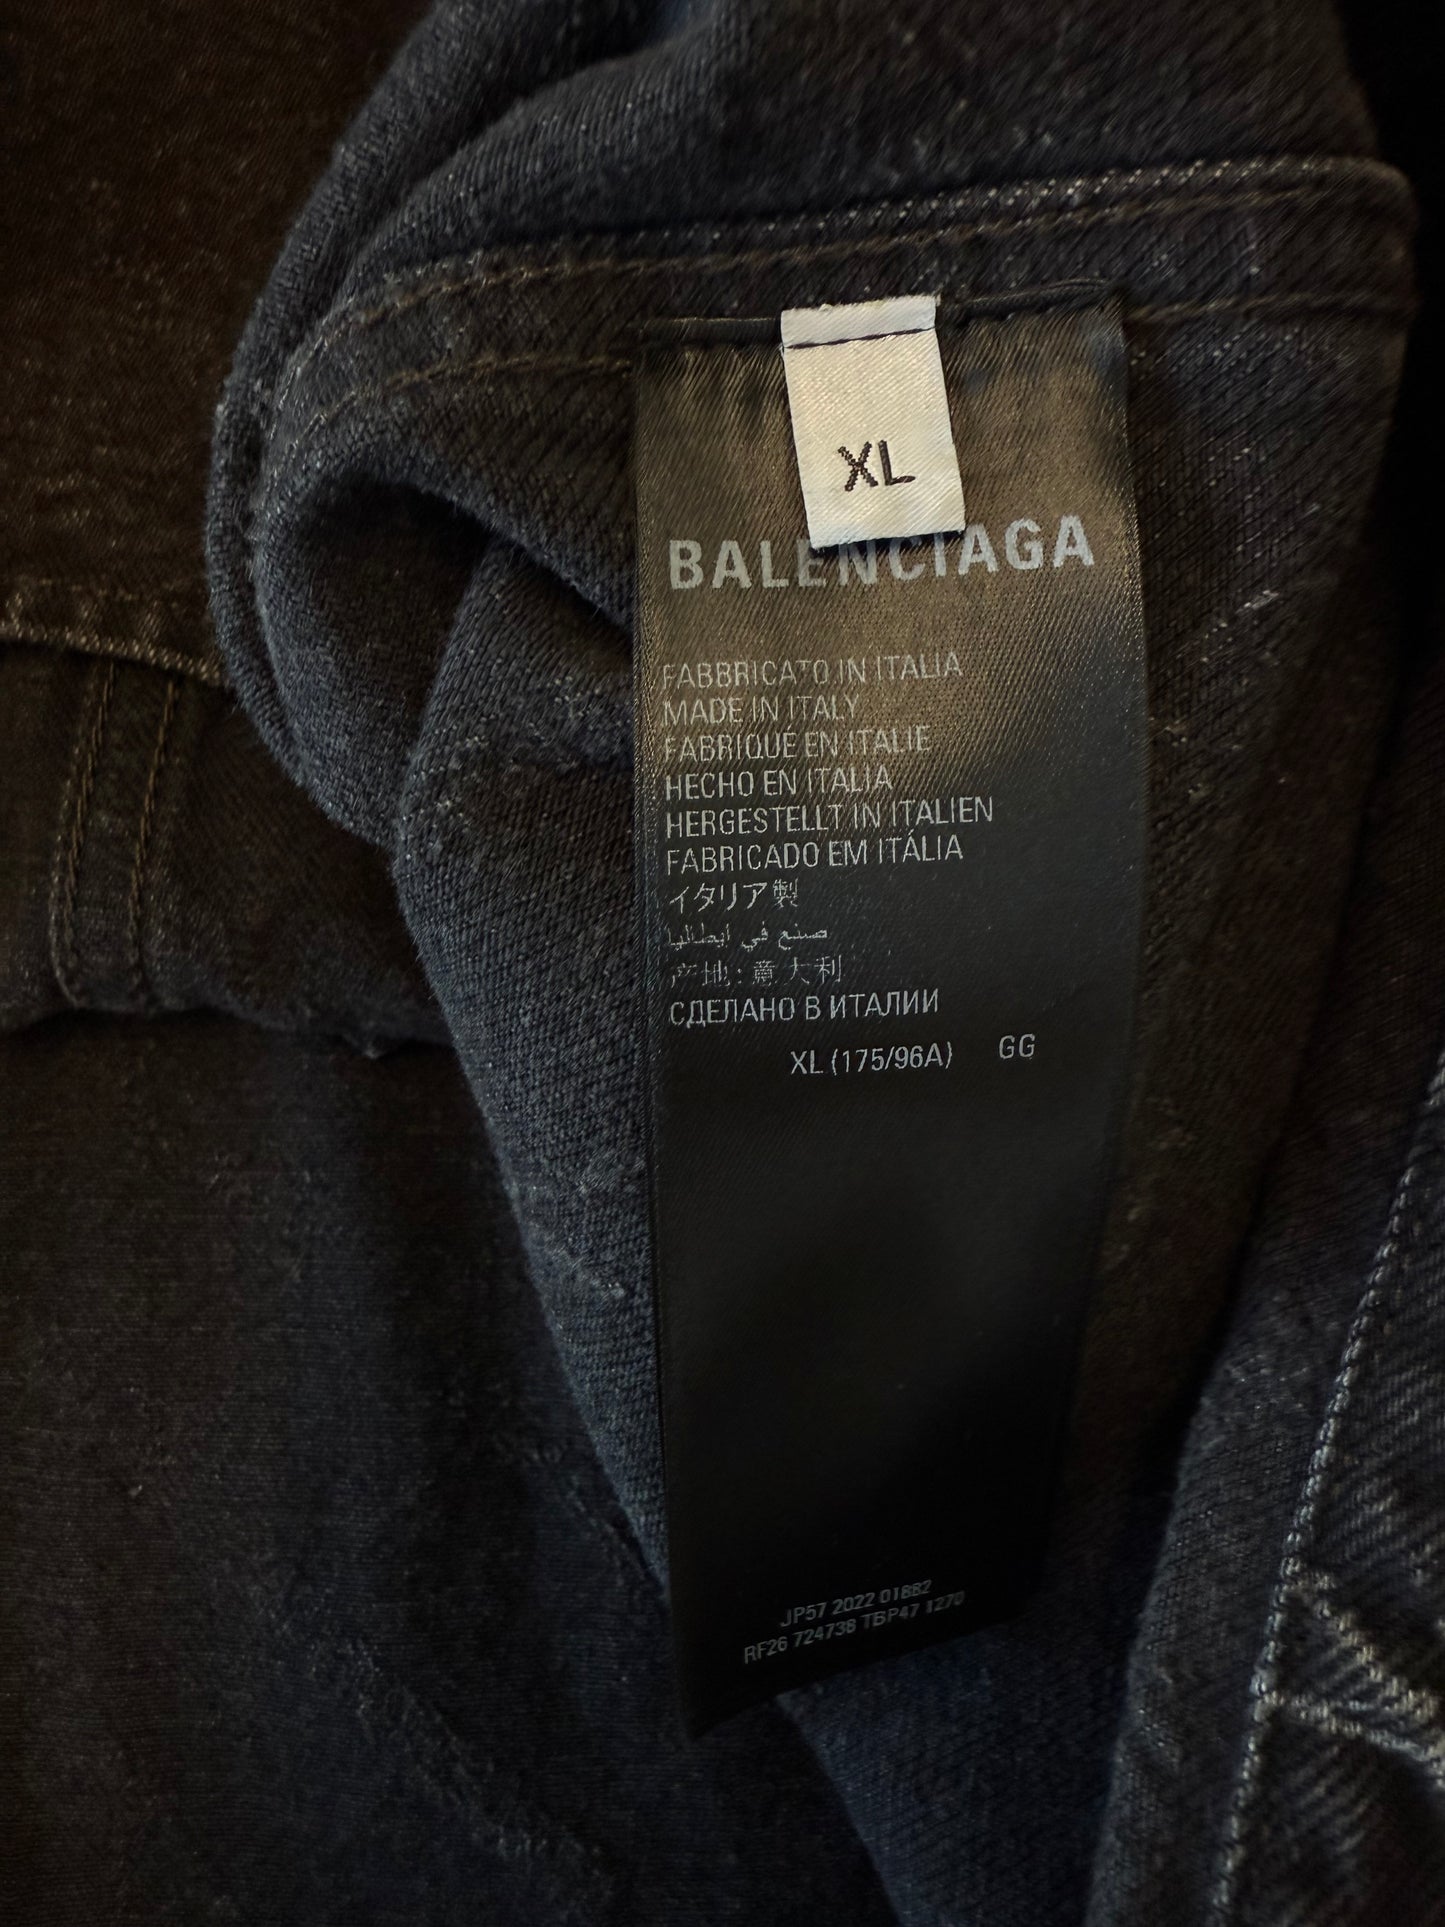 XL
BALENCIAGA
FABBRICATO IN ITALIA
MADE IN ITALY
FABRIQUÉ EN ITALIE
HECHO EN ITALIA
HERGESTELLT IN ITALIEN
FABRICADO EM ITÁLIA
イタリア製
صنع في ايطاليا
产地:意大利
СДЕЛАНО В ИТАЛИИ
XL (175/96A) GG
JP57 2022 01882
RF26 724738 TBP47 1270